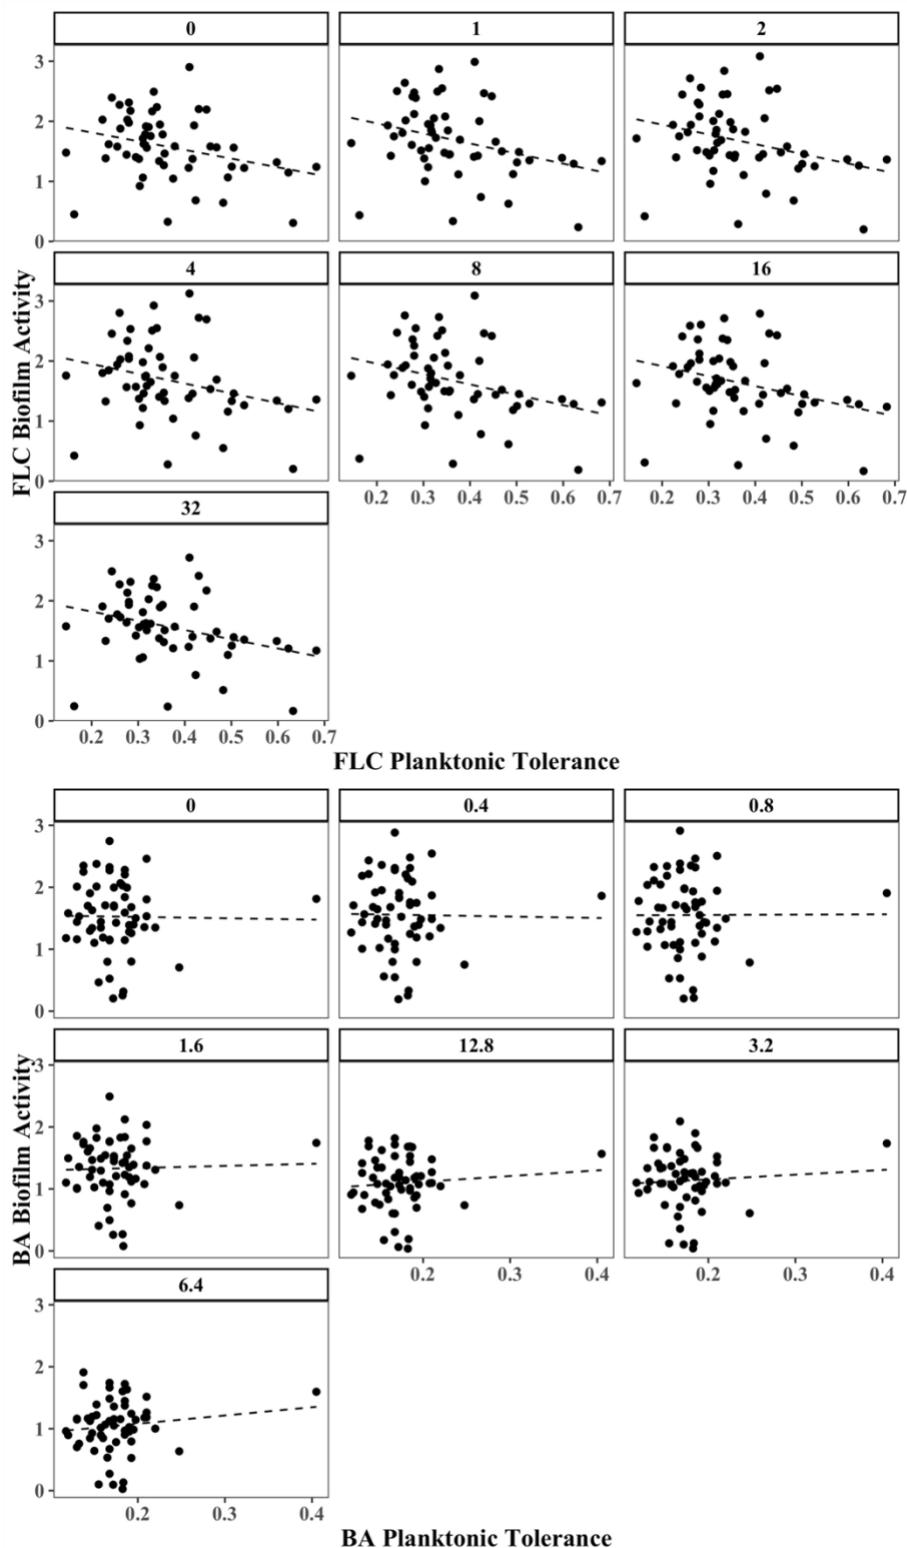 0 1 2
3
2
1
0
4 8 16
3
2
1
0
0.2 0.3 0.4 0.5 0.6 0.7 0.2 0.3 0.4 0.5 0.6 0.7
32
3
2
1
0
0.2 0.3 0.4 0.5 0.6 0.7
FLC Biofilm Activity
FLC Planktonic Tolerance
0 0.4 0.8
3
2
1
0
1.6 12.8 3.2
3
2
1
0
0.2 0.3 0.4 0.2 0.3 0.4
6.4
3
2
1
0
0.2 0.3 0.4
BA Biofilm Activity
BA Planktonic Tolerance